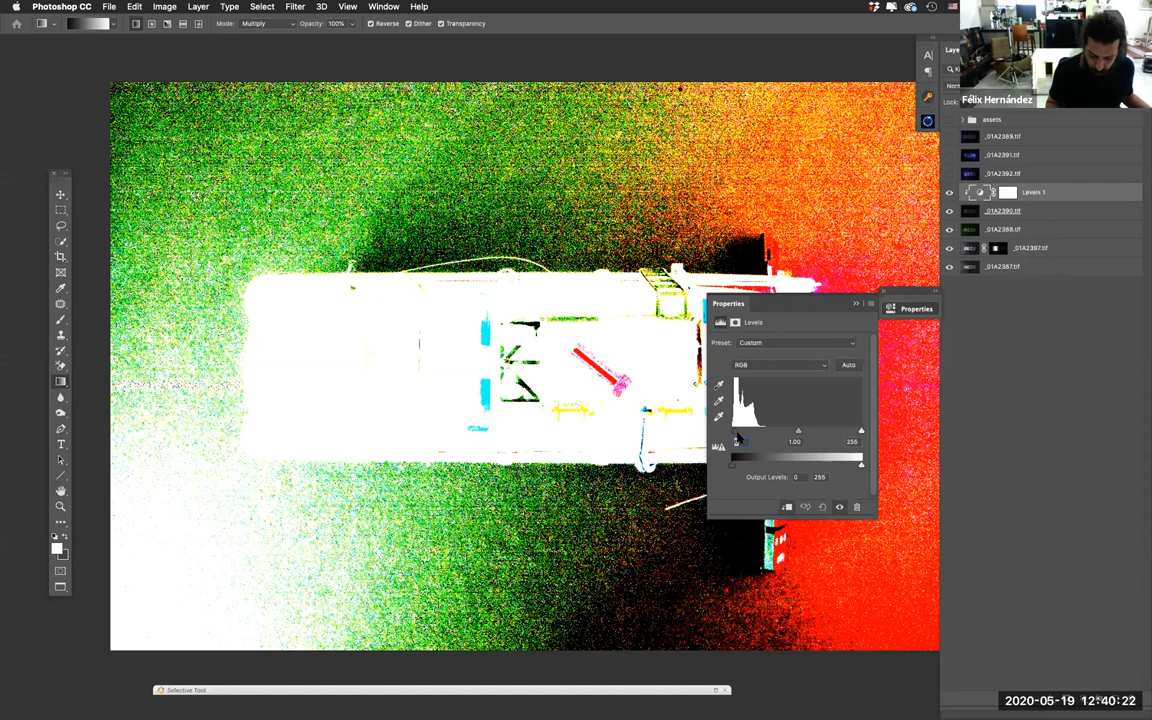 Photoshop CC File Edit Image Layer Type Select Filter 3D View Window Help
Mode: Multiply Opacity: 100% Reverse Dither Transparency
Félix Hernández
Lock:
assets
_01A2389.tif
_01A2391.tif
_01A2392.tif
Levels 1
_01A2390.tif
_01A2388.tif
_01A2397.tif
_01A2387.tif
Properties
Properties
Levels
Preset: Custom
RGB Auto
1.00 255
Output Levels: 0 255
Selective Tool...
2020-05-19 12:40:22